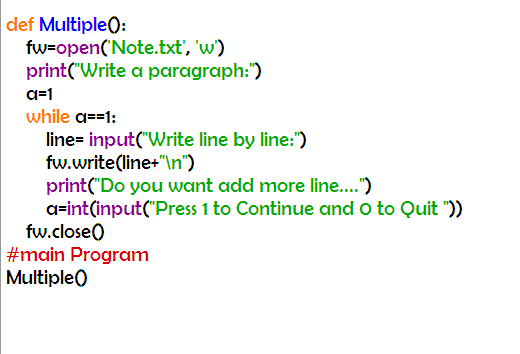 def Multiple():
    fw=open('Note.txt', 'w')
    print("Write a paragraph:")
    a=1
    while a==1:
        line= input("Write line by line:")
        fw.write(line+"\n")
        print("Do you want add more line....")
        a=int(input("Press 1 to Continue and 0 to Quit "))
    fw.close()
#main Program
Multiple()